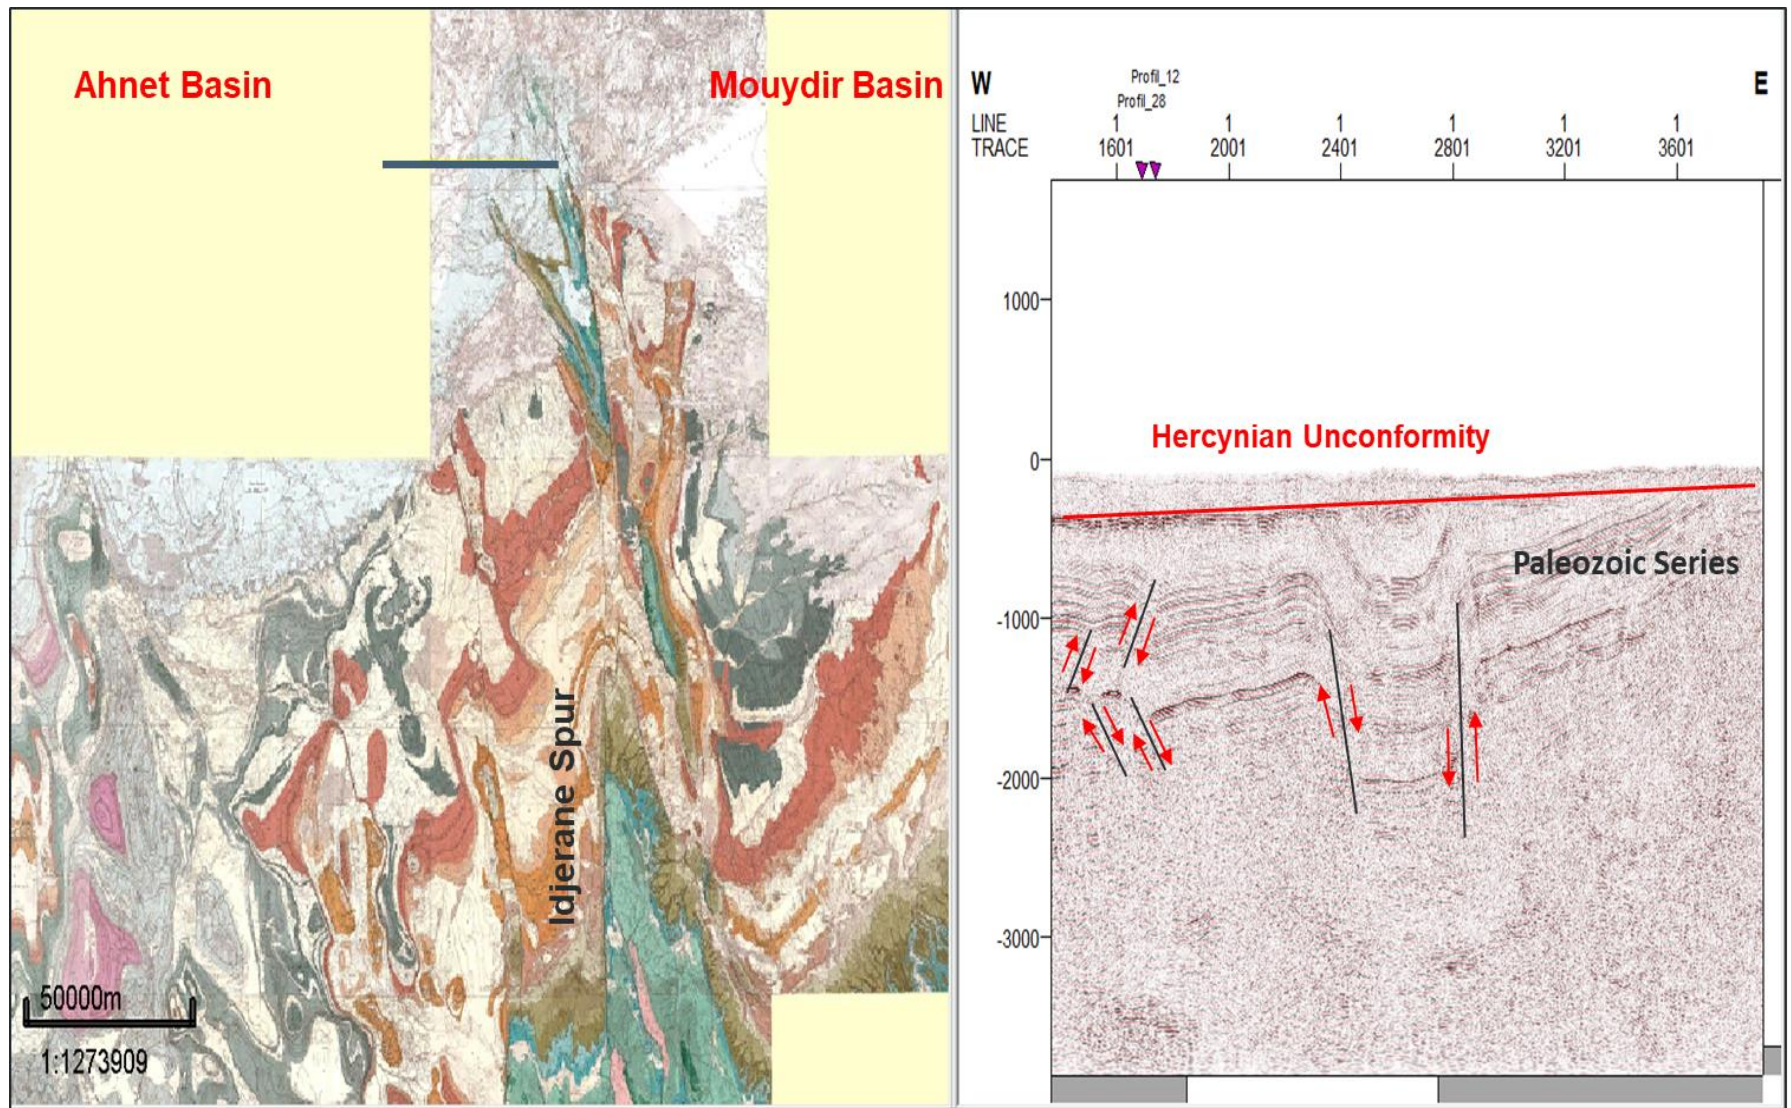 Ahnet Basin
Mouydir Basin
Idjerane Spur
50000m
1:1273909
W
E
Profil_12
Profil_28
LINE 1 1 1 1 1 1
TRACE 1601 2001 2401 2801 3201 3601
1000
0
-1000
-2000
-3000
Hercynian Unconformity
Paleozoic Series